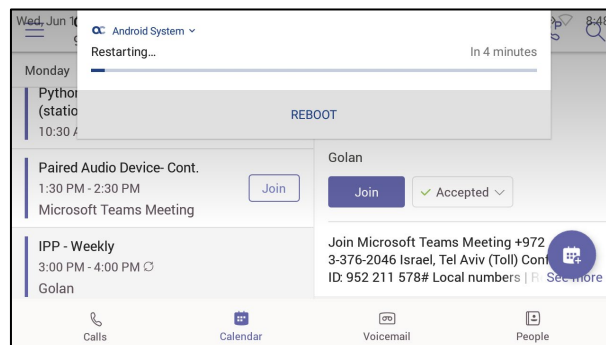 Wed, Jun 1
8:48
Android System
Restarting...
In 4 minutes
REBOOT
Monday
(statio
10:30
Paired Audio Device- Cont.
1:30 PM - 2:30 PM
Microsoft Teams Meeting
Join
IPP - Weekly
3:00 PM - 4:00 PM
Golan
Golan
Join
Accepted
Join Microsoft Teams Meeting +972
3-376-2046 Israel, Tel Aviv (Toll) Conf
ID: 952 211 578# Local numbers | R See more
Calls
Calendar
Voicemail
People